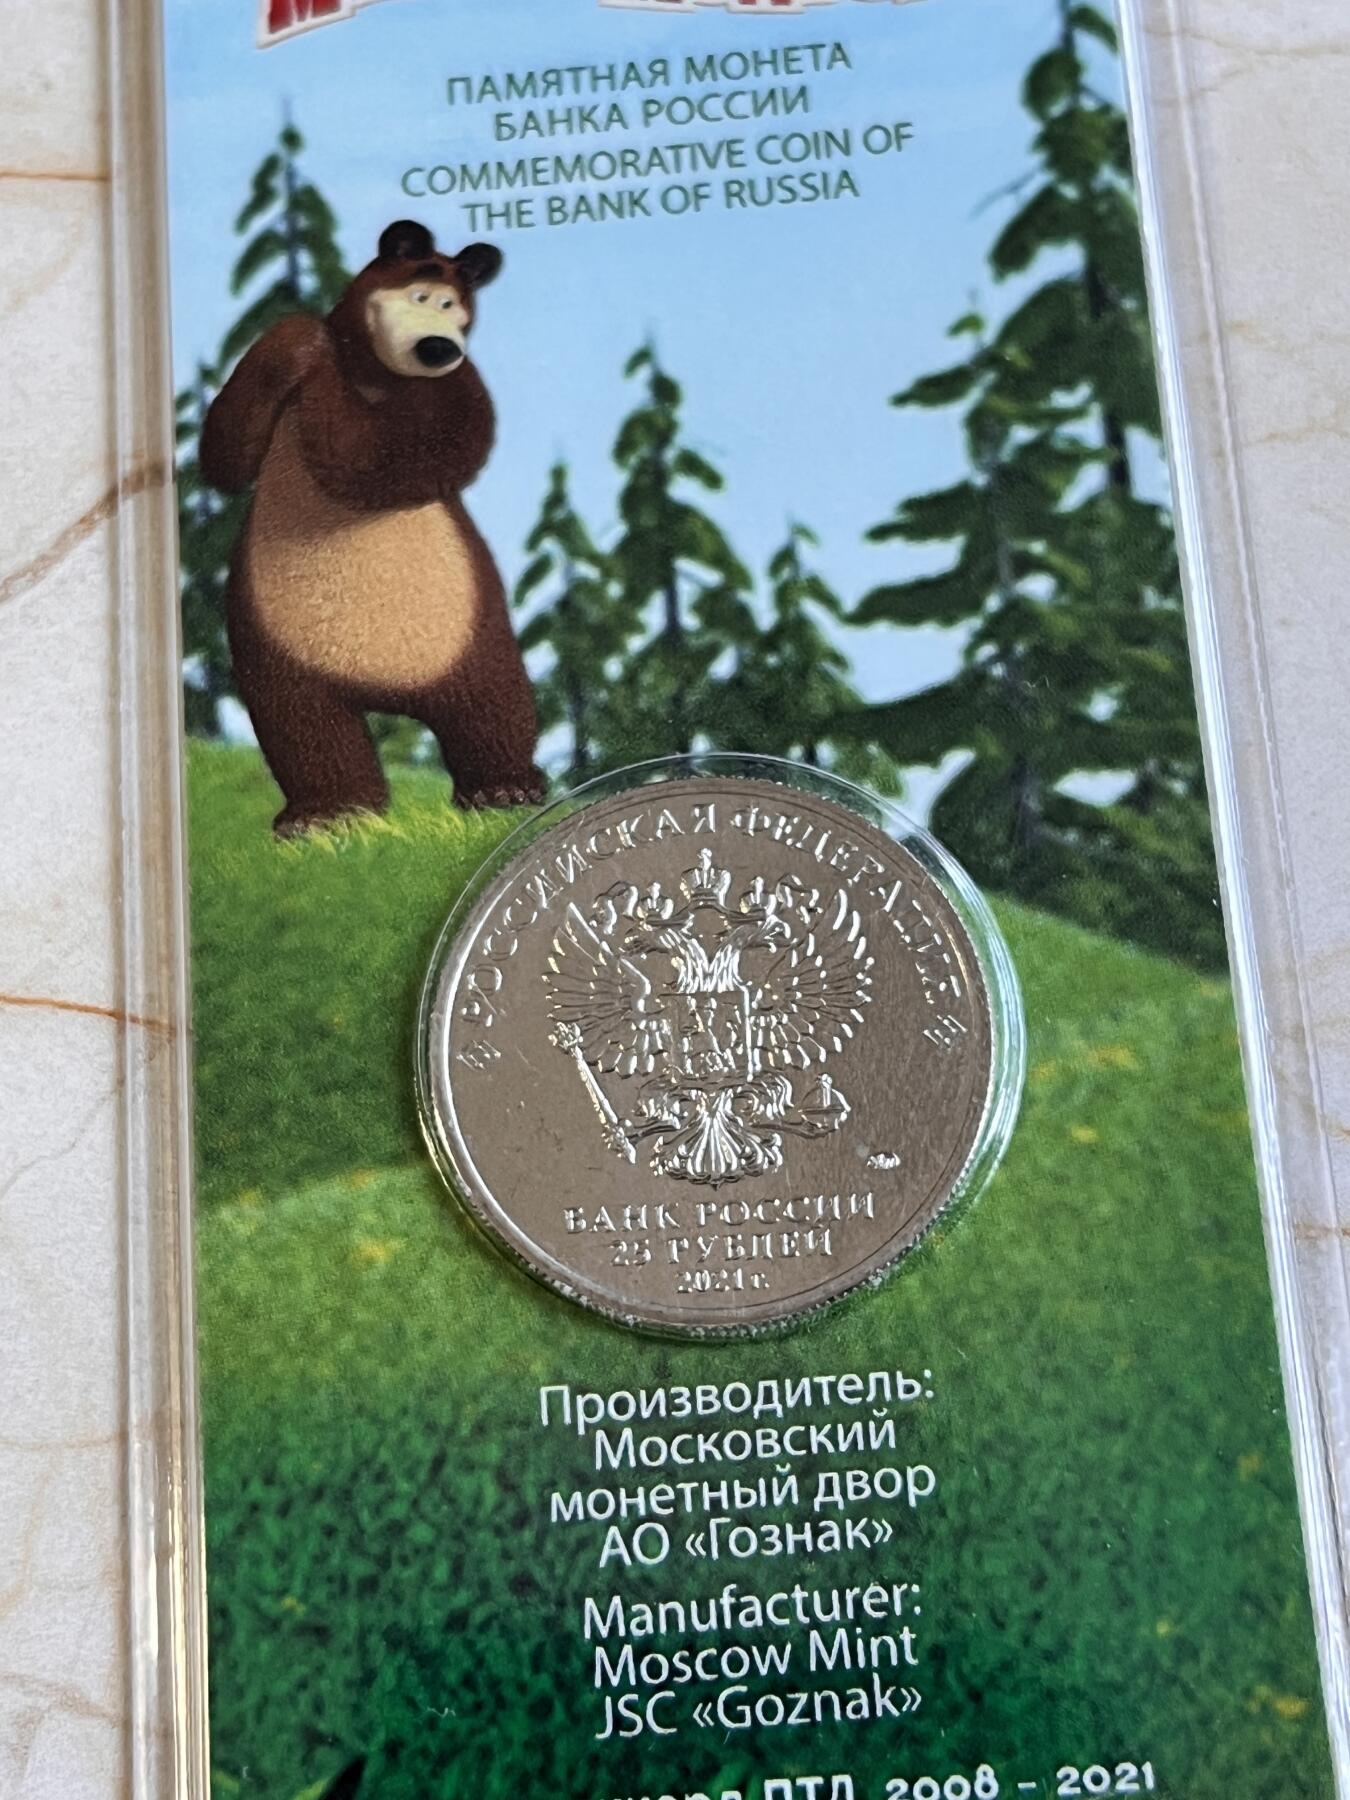 ПАМЯТНАЯ МОНЕТА
БАНКА РОССИИ
COMMEMORATIVE COIN OF
THE BANK OF RUSSIA
РОССИЙСКАЯ ФЕДЕРАЦИЯ
БАНК РОССИИ
25 РУБЛЕЙ
2021 г.
Производитель:
Московский
монетный двор
АО «Гознак»
Manufacturer:
Moscow Mint
JSC «Goznak»
ЛТД, 2008 – 2021